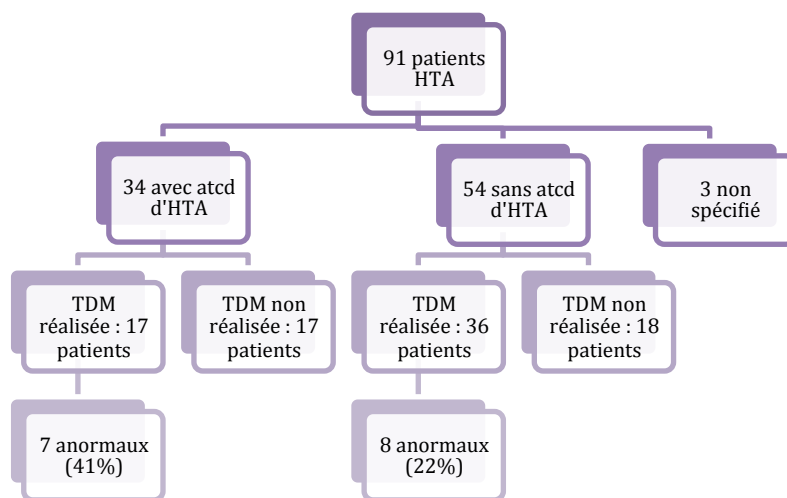 91 patients
HTA
34 avec atcd
d'HTA
54 sans atcd
d'HTA
3 non
spécifié
TDM
réalisée : 17
patients
TDM non
réalisée : 17
patients
TDM
réalisée : 36
patients
TDM non
réalisée : 18
patients
7 anormaux
(41%)
8 anormaux
(22%)